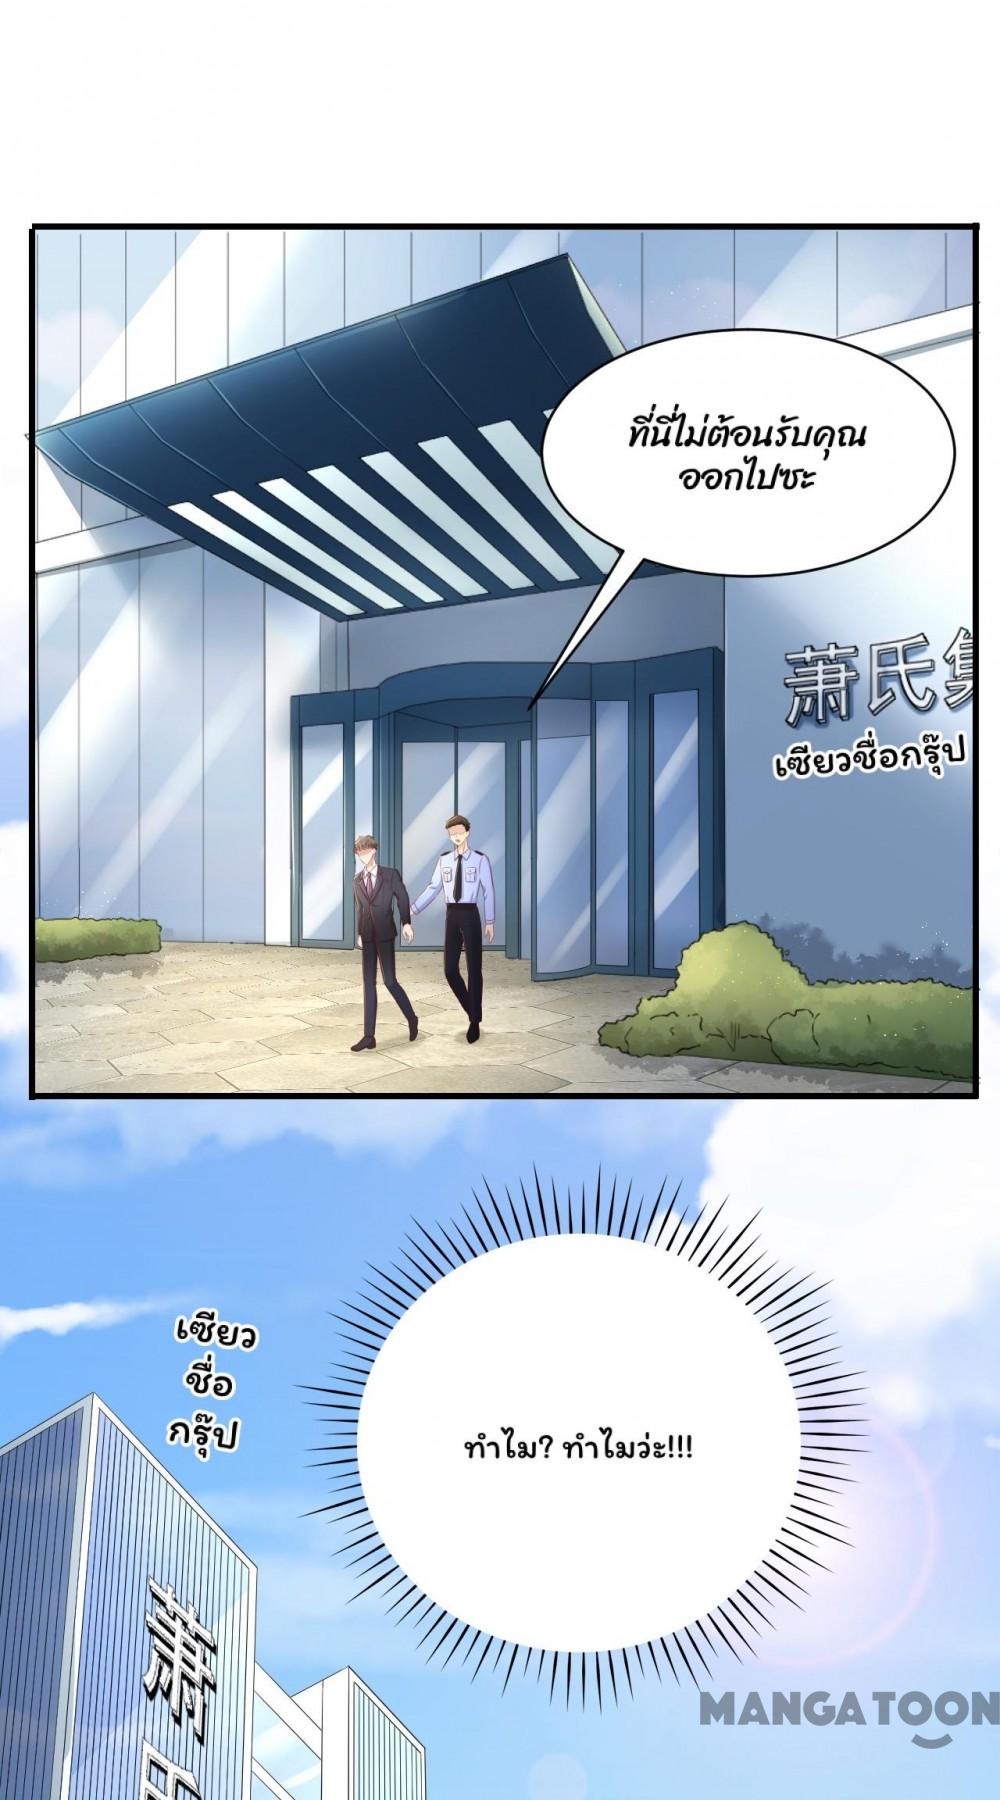 ที่นี่ไม่ต้อนรับคุณ
ออกไปซะ
萧氏集
เซียวชื่อกรุ๊ป
เซียว
ชื่อ
กรุ๊ป
ทำไม? ทำไมว่ะ!!!
萧
MANGATOON